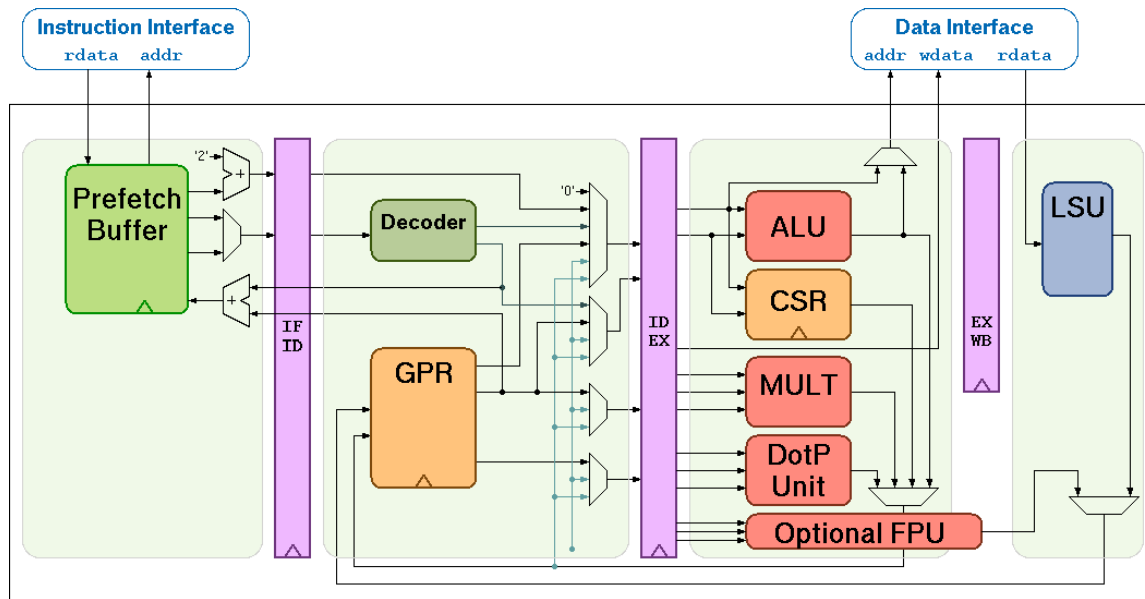 Instruction Interface
rdata addr
Data Interface
addr wdata rdata
'2'
+
Prefetch
Buffer
+
IF
ID
'0'
Decoder
GPR
ID
EX
ALU
CSR
MULT
DotP
Unit
Optional FPU
EX
WB
LSU